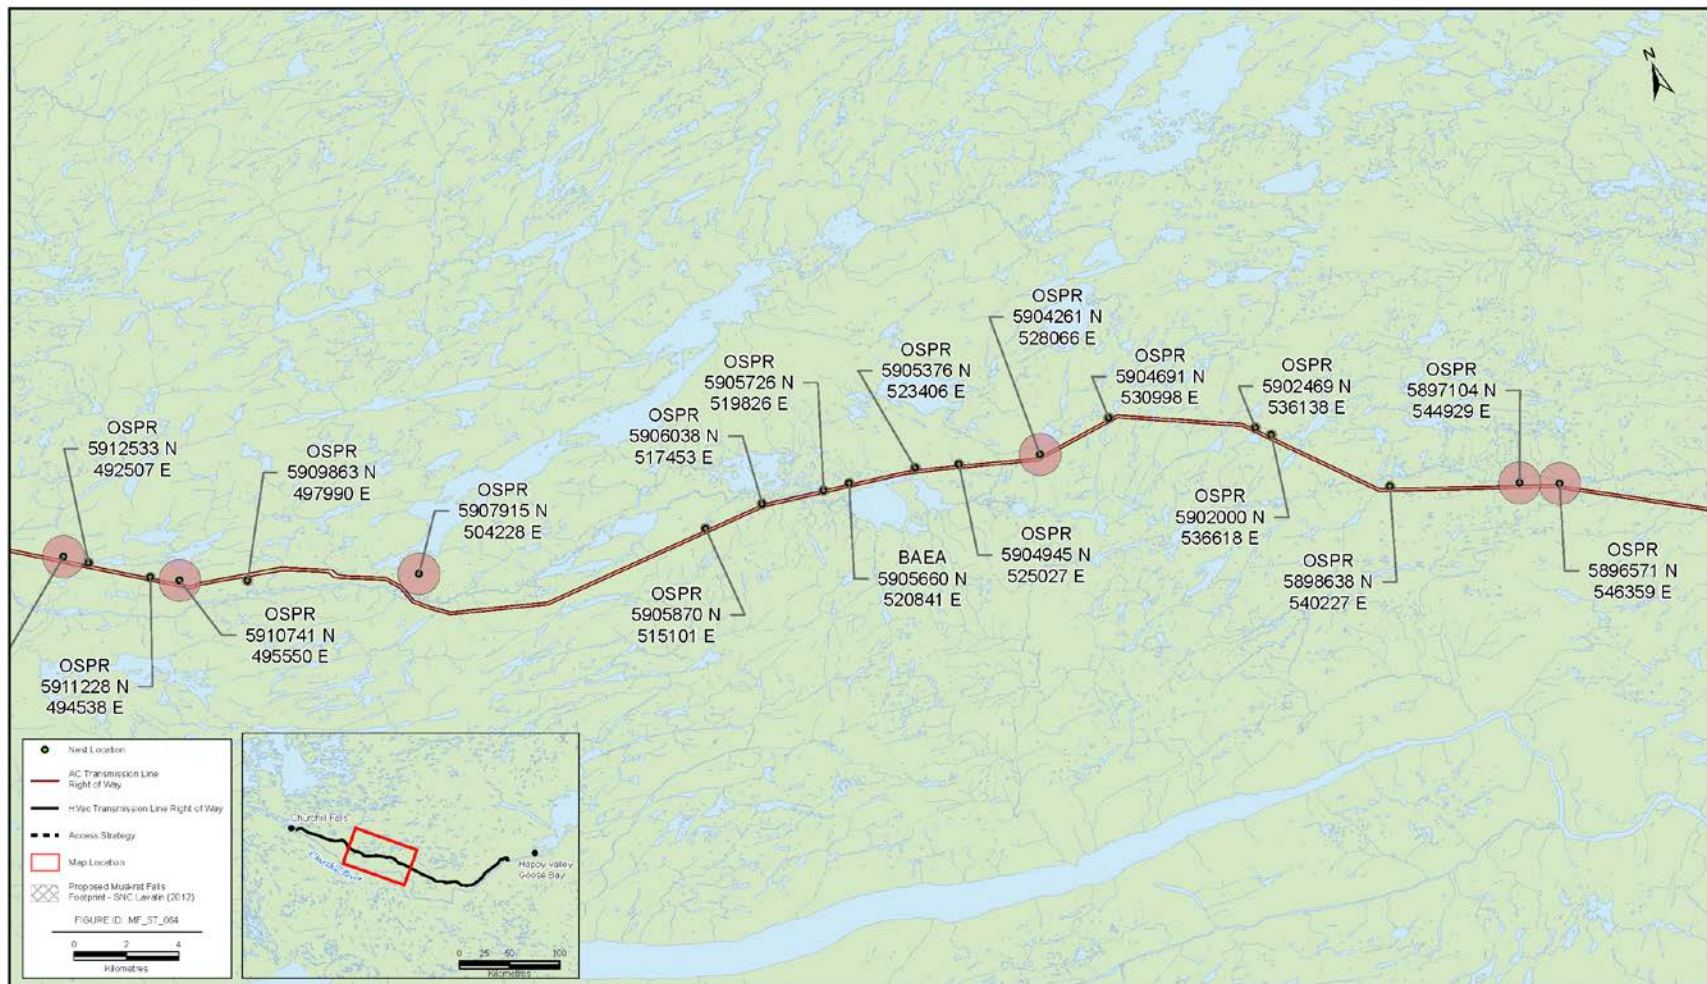 N
OSPR
5904261 N
528066 E
OSPR
5905376 N
523406 E
OSPR
5904691 N
530998 E
OSPR
5902469 N
536138 E
OSPR
5897104 N
544929 E
OSPR
5905726 N
519826 E
OSPR
5906038 N
517453 E
OSPR
5912533 N
492507 E
OSPR
5909863 N
497990 E
OSPR
5907915 N
504228 E
OSPR
5902000 N
536618 E
OSPR
5904945 N
525027 E
BAEA
5905660 N
520841 E
OSPR
5898638 N
540227 E
OSPR
5896571 N
546359 E
OSPR
5905870 N
515101 E
OSPR
5910741 N
495550 E
OSPR
5911228 N
494538 E
Nest Location
AC Transmission Line
Right of Way
HVac Transmission Line Right of Way
Access Strategy
Map Location
Proposed Muskrat Falls
Footprint - SNC Lavalin (2012)
FIGURE ID: MF_ST_064
0 2 4
Kilometres
Churchill Falls
Churchill River
Happy Valley
Goose Bay
0 25 50 100
Kilometres